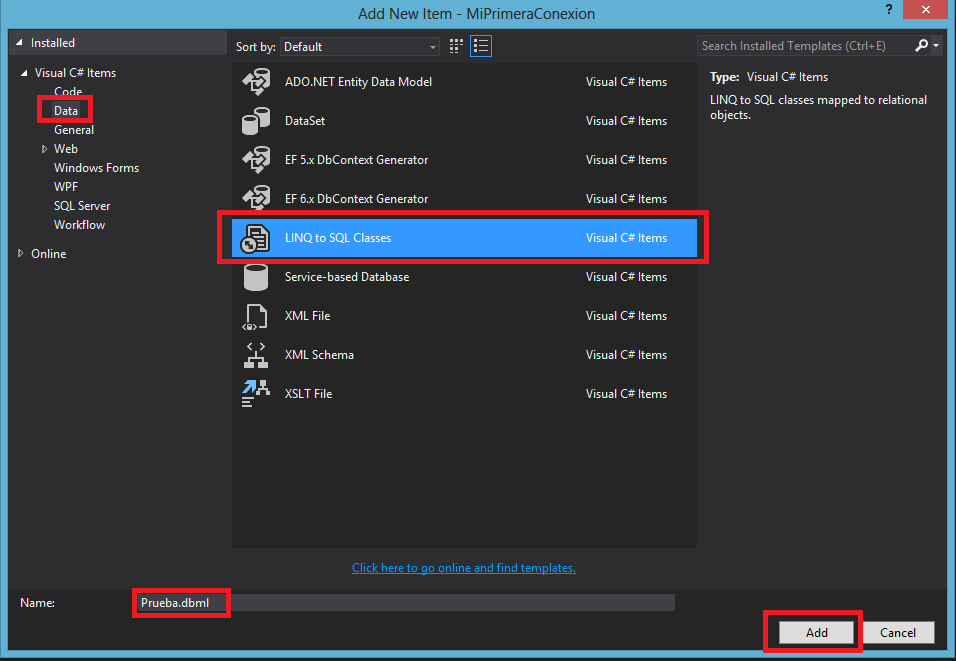 Add New Item - MiPrimeraConexion
?
Installed
Sort by: Default
Search Installed Templates (Ctrl+E)
Visual C# Items
Code
Data
General
Web
Windows Forms
WPF
SQL Server
Workflow
Online
ADO.NET Entity Data Model Visual C# Items
DataSet Visual C# Items
EF 5.x DbContext Generator Visual C# Items
EF 6.x DbContext Generator Visual C# Items
LINQ to SQL Classes Visual C# Items
Service-based Database Visual C# Items
XML File Visual C# Items
XML Schema Visual C# Items
XSLT File Visual C# Items
Type: Visual C# Items
LINQ to SQL classes mapped to relational
objects.
Click here to go online and find templates.
Name: Prueba.dbml
Add Cancel